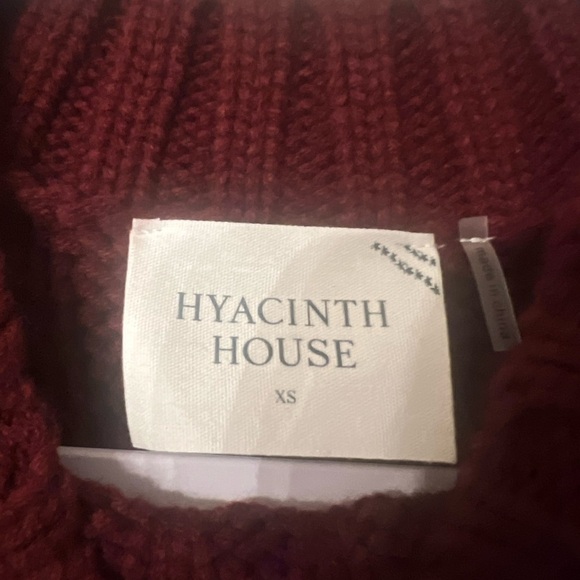 HYACINTH
HOUSE
XS
made in china